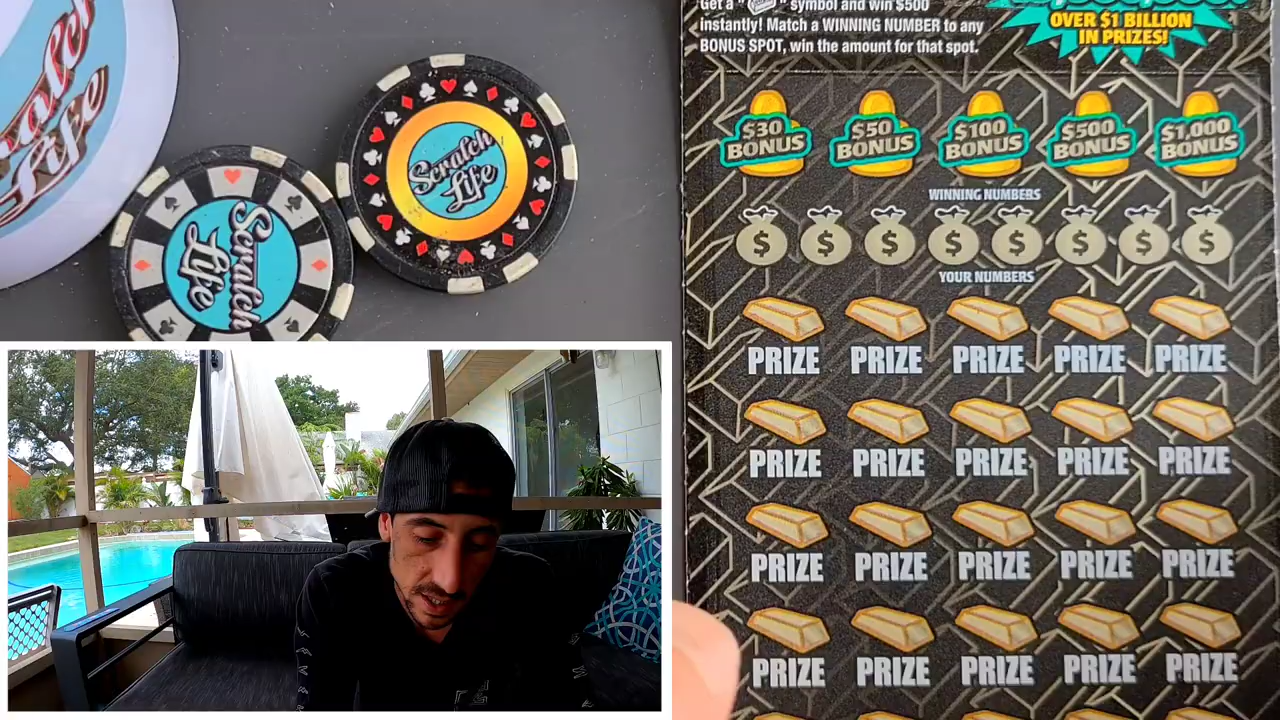 Get a " " symbol and win $500
instantly! Match a WINNING NUMBER to any
BONUS SPOT, win the amount for that spot.
OVER $1 BILLION
IN PRIZES!
$30
BONUS
$50
BONUS
$100
BONUS
$500
BONUS
$1,000
BONUS
WINNING NUMBERS
$ $ $ $ $ $ $ $
YOUR NUMBERS
PRIZE PRIZE PRIZE PRIZE PRIZE
PRIZE PRIZE PRIZE PRIZE PRIZE
PRIZE PRIZE PRIZE PRIZE PRIZE
PRIZE PRIZE PRIZE PRIZE PRIZE
Scratch
Life
Scratch
Life
Life